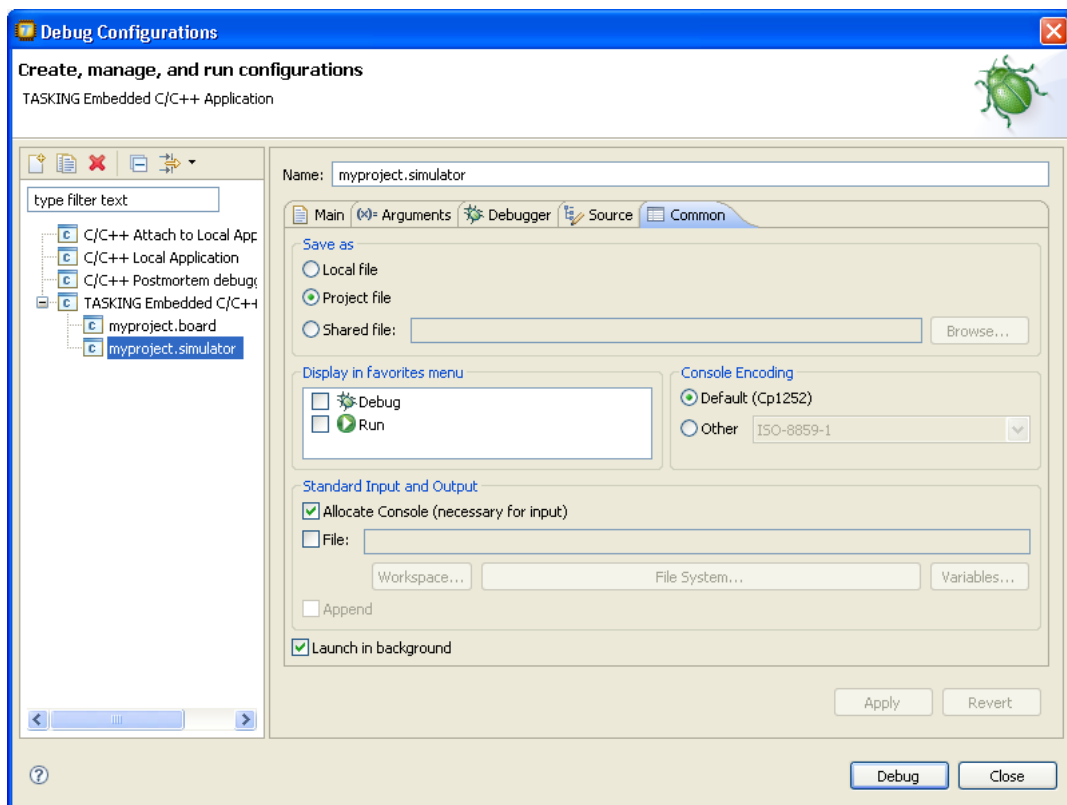 Debug Configurations
Create, manage, and run configurations
TASKING Embedded C/C++ Application
type filter text
C/C++ Attach to Local App
C/C++ Local Application
C/C++ Postmortem debugg
TASKING Embedded C/C++
myproject.board
myproject.simulator
Name: myproject.simulator
Main (x)= Arguments Debugger Source Common
Save as
Local file
Project file
Shared file: Browse...
Display in favorites menu
Debug
Run
Console Encoding
Default (Cp1252)
Other ISO-8859-1
Standard Input and Output
Allocate Console (necessary for input)
File:
Workspace... File System... Variables...
Append
Launch in background
Apply Revert
Debug Close